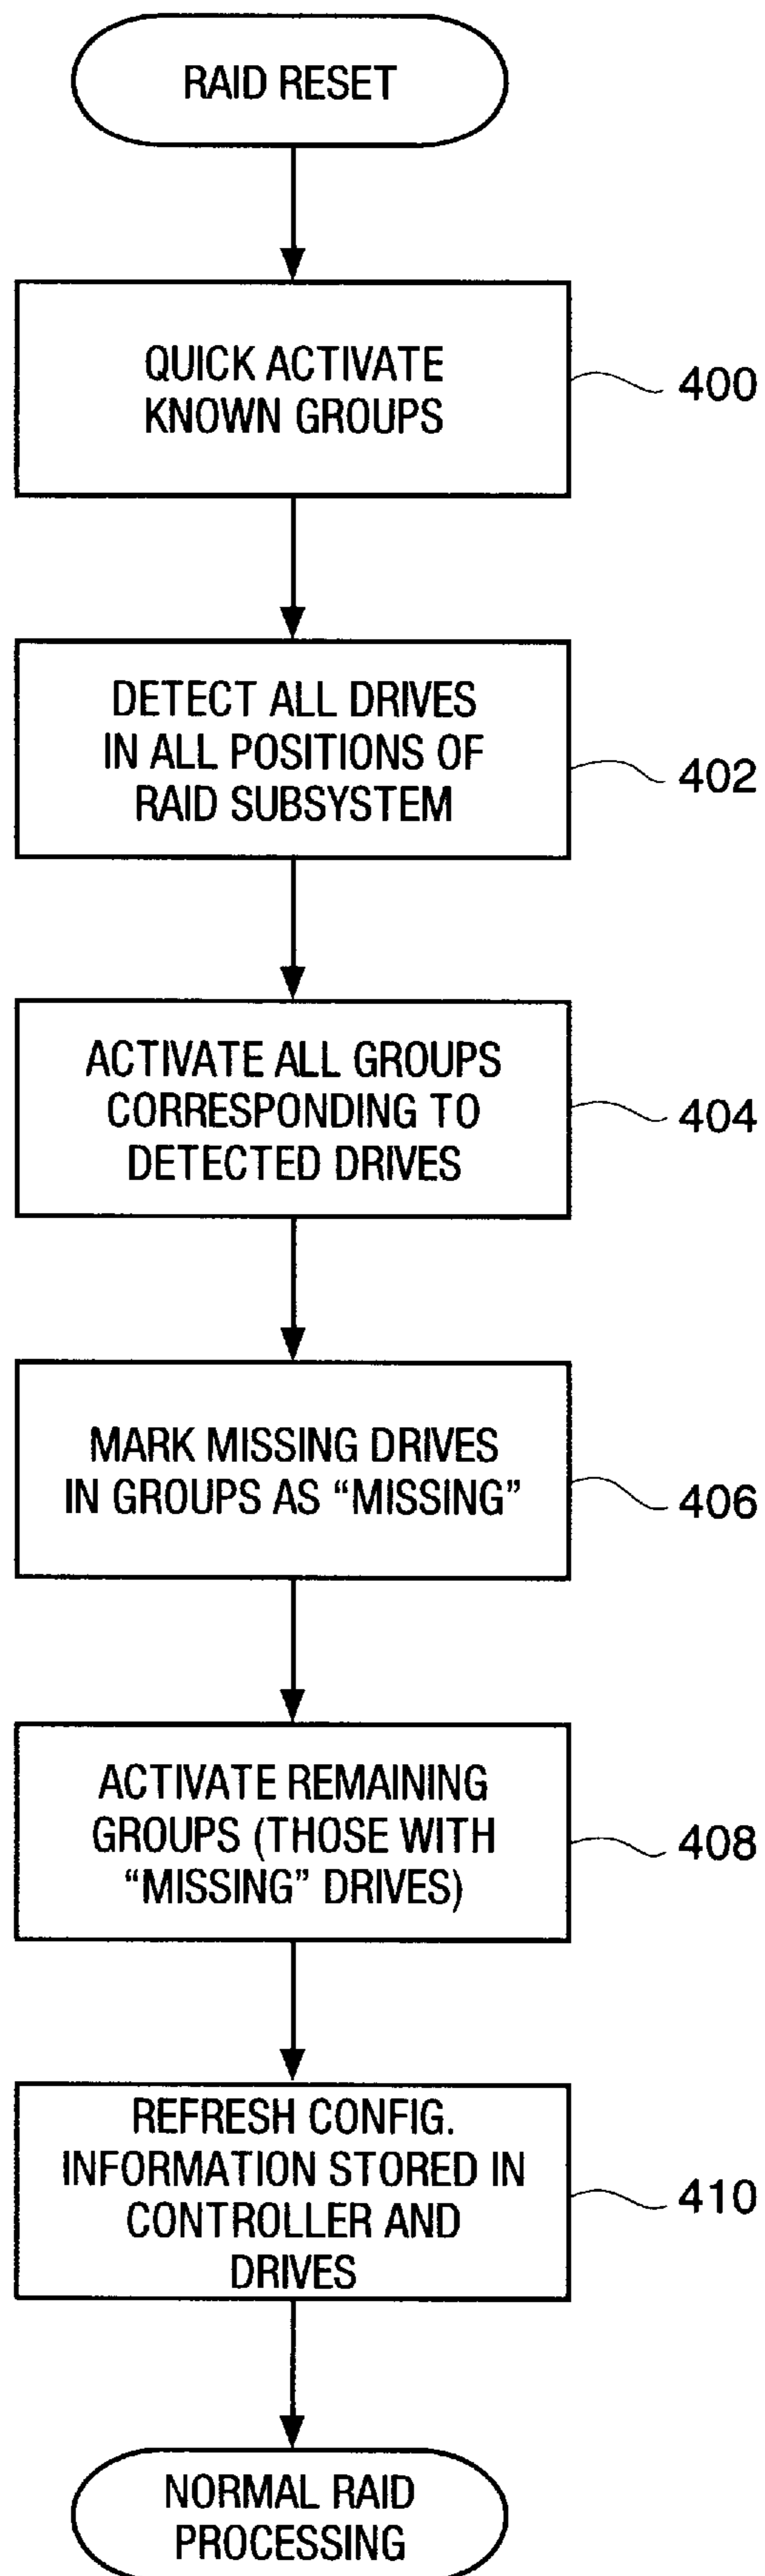 RAID RESET
QUICK ACTIVATE
KNOWN GROUPS
400
DETECT ALL DRIVES
IN ALL POSITIONS OF
RAID SUBSYSTEM
402
ACTIVATE ALL GROUPS
CORRESPONDING TO
DETECTED DRIVES
404
MARK MISSING DRIVES
IN GROUPS AS “MISSING”
406
ACTIVATE REMAINING
GROUPS (THOSE WITH
“MISSING” DRIVES)
408
REFRESH CONFIG.
INFORMATION STORED IN
CONTROLLER AND
DRIVES
410
NORMAL RAID
PROCESSING